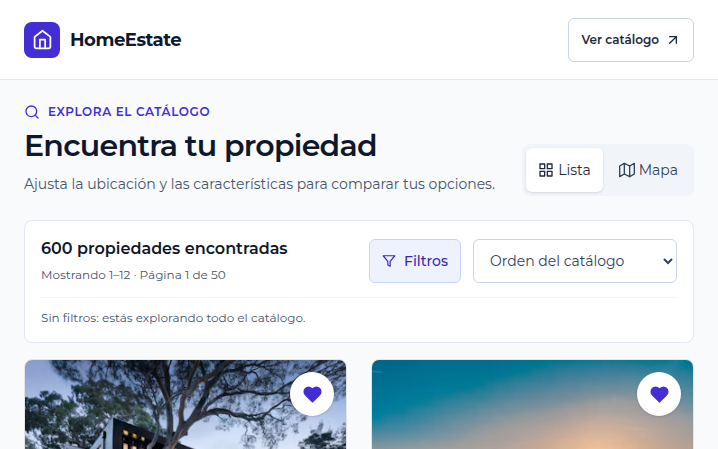 HomeEstate
Ver catálogo
EXPLORA EL CATÁLOGO
Encuentra tu propiedad
Ajusta la ubicación y las características para comparar tus opciones.
Lista
Mapa
600 propiedades encontradas
Mostrando 1–12 · Página 1 de 50
Filtros
Orden del catálogo
Sin filtros: estás explorando todo el catálogo.